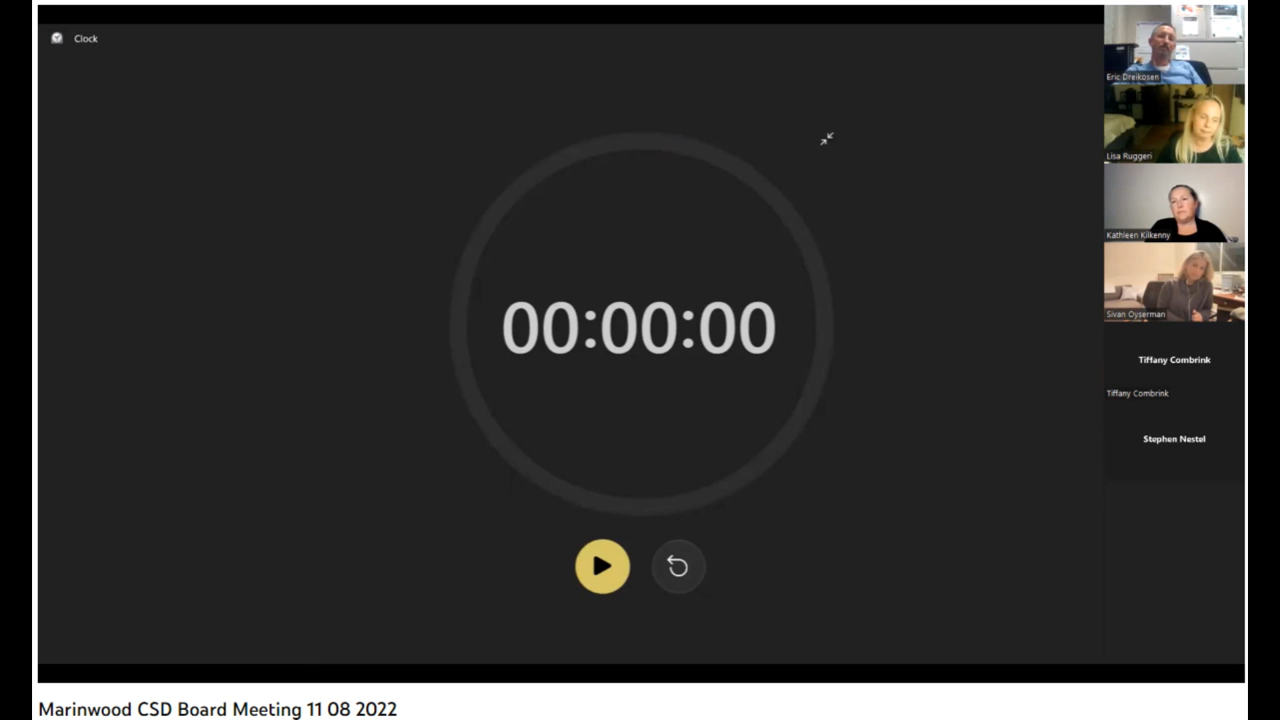 Clock
00:00:00
Eric Dreikosen
Lisa Ruggeri
Kathleen Kilkenny
Sivan Oyserman
Tiffany Combrink
Tiffany Combrink
Stephen Nestel
Marinwood CSD Board Meeting 11 08 2022